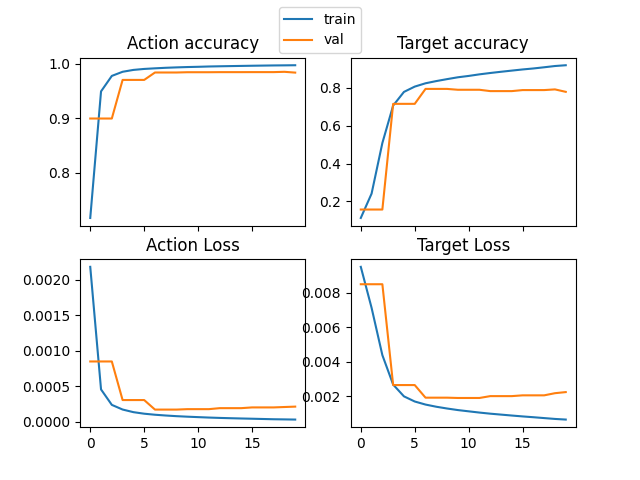 train
val
Action accuracy
Target accuracy
1.0
0.9
0.8
0.8
0.6
0.4
0.2
Action Loss
Target Loss
0.0020
0.0015
0.0010
0.0005
0.0000
0.008
0.006
0.004
0.002
0 5 10 15
0 5 10 15